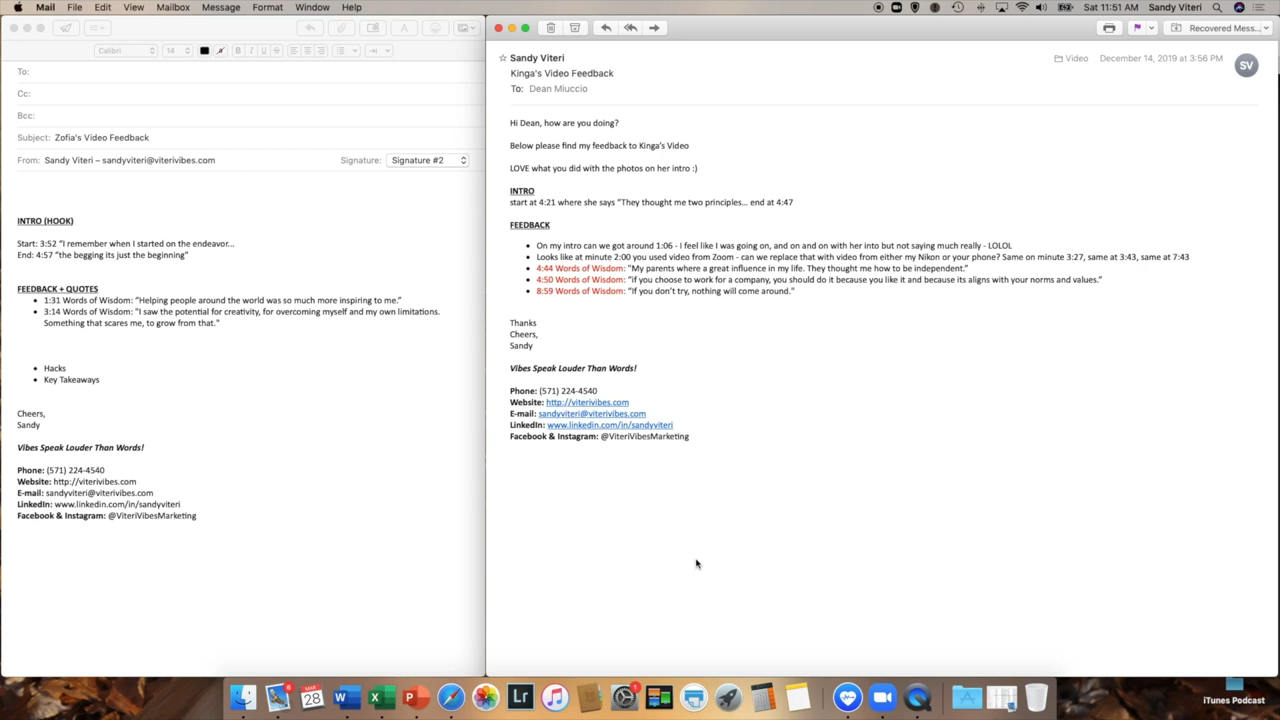 Mail File Edit View Mailbox Message Format Window Help
Sat 11:51 AM Sandy Viteri
Calibri 14
B I U S
To:
Cc:
Bcc:
Subject: Zofia's Video Feedback
From: Sandy Viteri – sandyviteri@viterivibes.com
Signature: Signature #2
INTRO (HOOK)
Start: 3:52 “I remember when I started on the endeavor...
End: 4:57 “the begging its just the beginning”
FEEDBACK + QUOTES
• 1:31 Words of Wisdom: “Helping people around the world was so much more inspiring to me.”
• 3:14 Words of Wisdom: “I saw the potential for creativity, for overcoming myself and my own limitations.
Something that scares me, to grow from that.”
• Hacks
• Key Takeaways
Cheers,
Sandy
Vibes Speak Louder Than Words!
Phone: (571) 224-4540
Website: http://viterivibes.com
E-mail: sandyviteri@viterivibes.com
LinkedIn: www.linkedin.com/in/sandyviteri
Facebook & Instagram: @ViteriVibesMarketing
Recovered Mess...
Sandy Viteri
Video December 14, 2019 at 3:56 PM
SV
Kinga's Video Feedback
To: Dean Miuccio
Hi Dean, how are you doing?
Below please find my feedback to Kinga’s Video
LOVE what you did with the photos on her intro :)
INTRO
start at 4:21 where she says “They thought me two principles... end at 4:47
FEEDBACK
• On my intro can we got around 1:06 - I feel like I was going on, and on and on with her into but not saying much really - LOLOL
• Looks like at minute 2:00 you used video from Zoom - can we replace that with video from either my Nikon or your phone? Same on minute 3:27, same at 3:43, same at 7:43
• 4:44 Words of Wisdom: "My parents where a great influence in my life. They thought me how to be independent.”
• 4:50 Words of Wisdom: “if you choose to work for a company, you should do it because you like it and because its aligns with your norms and values.”
• 8:59 Words of Wisdom: “If you don’t try, nothing will come around.”
Thanks
Cheers,
Sandy
Vibes Speak Louder Than Words!
Phone: (571) 224-4540
Website: http://viterivibes.com
E-mail: sandyviteri@viterivibes.com
LinkedIn: www.linkedin.com/in/sandyviteri
Facebook & Instagram: @ViteriVibesMarketing
MAR
28
W
X
P
Lr
1
iTunes Podcast